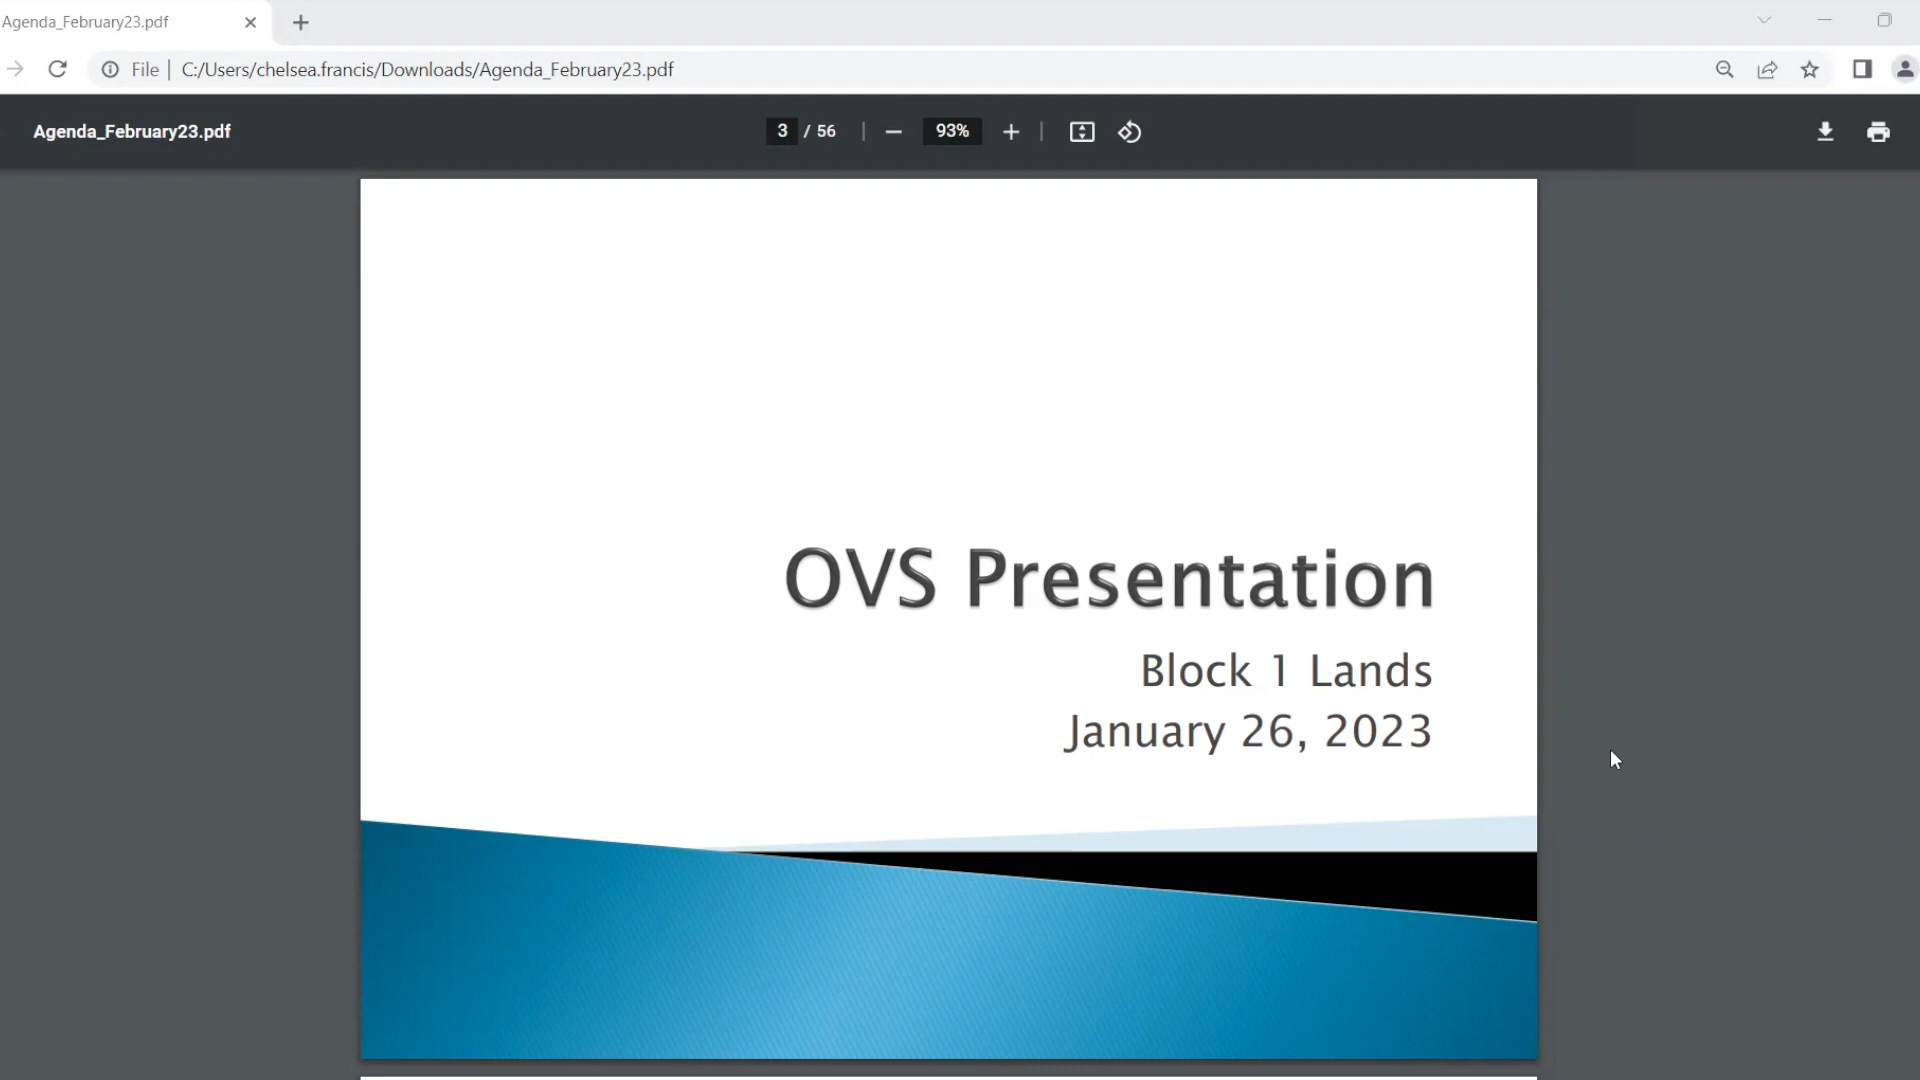 Agenda_February23.pdf
File | C:/Users/chelsea.francis/Downloads/Agenda_February23.pdf
Agenda_February23.pdf
3 / 56
93%
OVS Presentation
Block 1 Lands
January 26, 2023